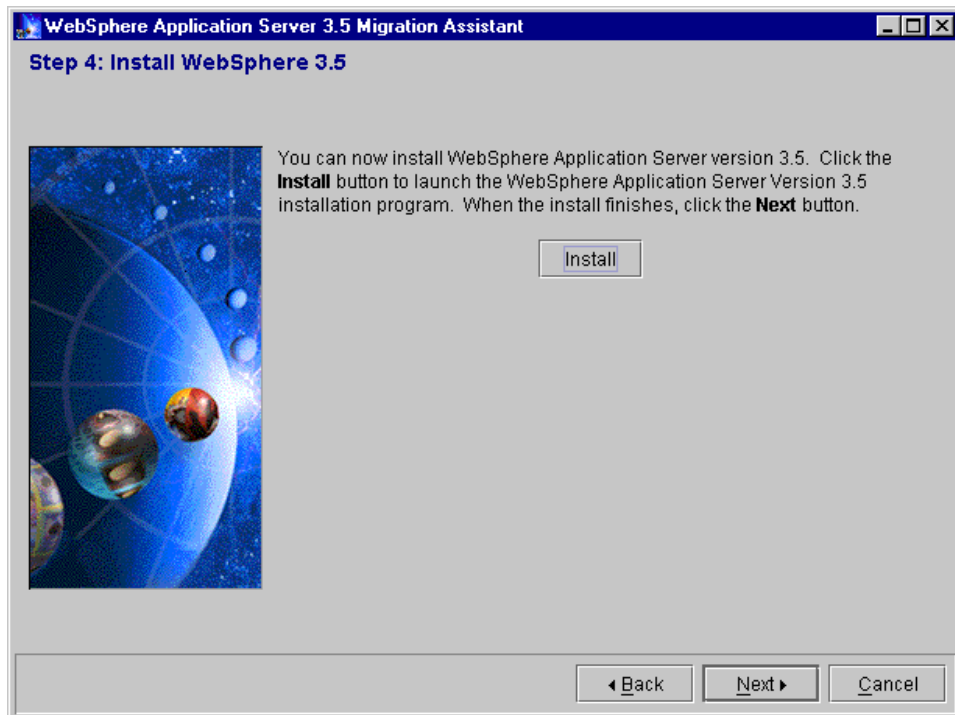 WebSphere Application Server 3.5 Migration Assistant
Step 4: Install WebSphere 3.5
You can now install WebSphere Application Server version 3.5. Click the
Install button to launch the WebSphere Application Server Version 3.5
installation program. When the install finishes, click the Next button.
Install
Back
Next
Cancel